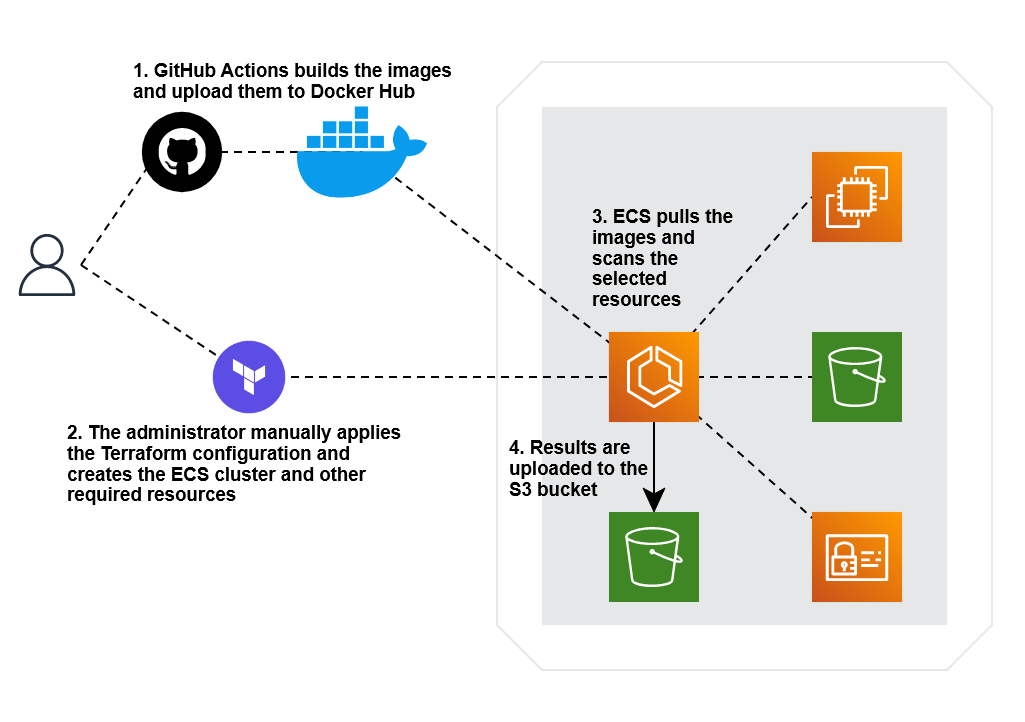 1. GitHub Actions builds the images
and upload them to Docker Hub
3. ECS pulls the
images and
scans the
selected
resources
2. The administrator manually applies
the Terraform configuration and
creates the ECS cluster and other
required resources
4. Results are
uploaded to the
S3 bucket